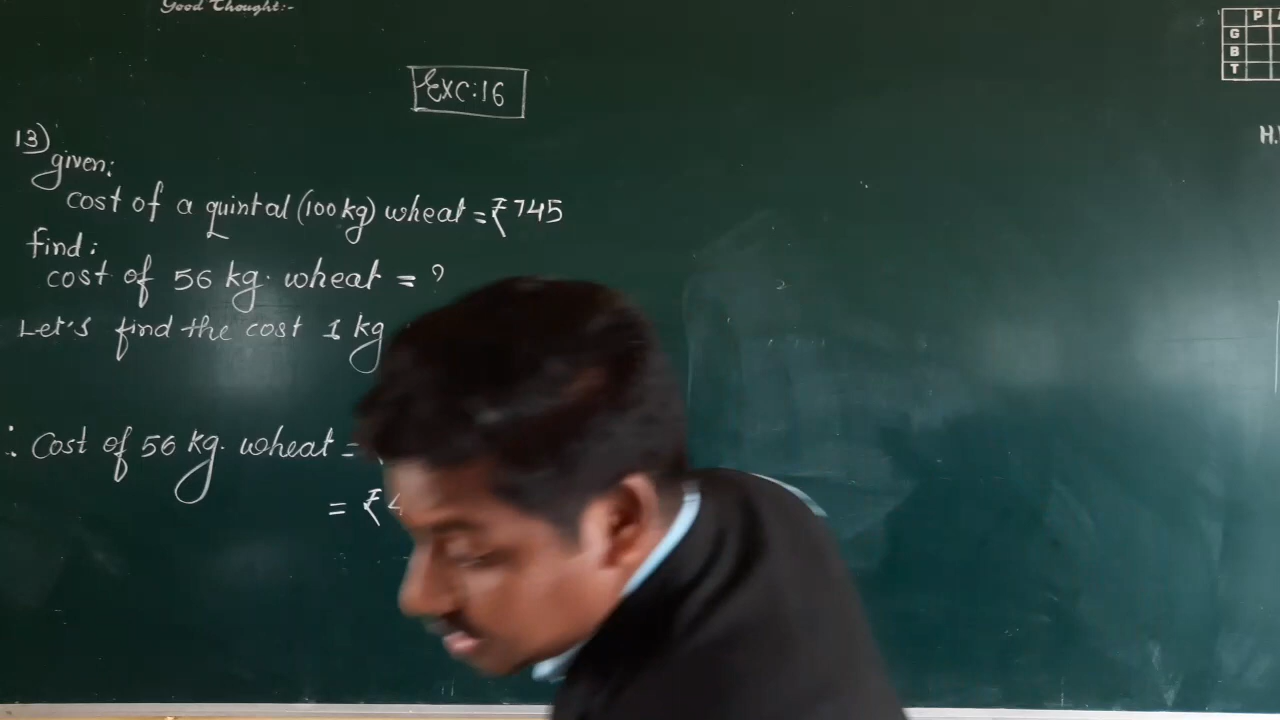 Good Thought:-
P
G
B
T
H.
Exc:16
13)
given:
cost of a quintal (100 kg) wheat = ₹745
find:
cost of 56 kg. wheat = ?
Let's find the cost 1 kg
∴ Cost of 56 kg. wheat =
= ₹4